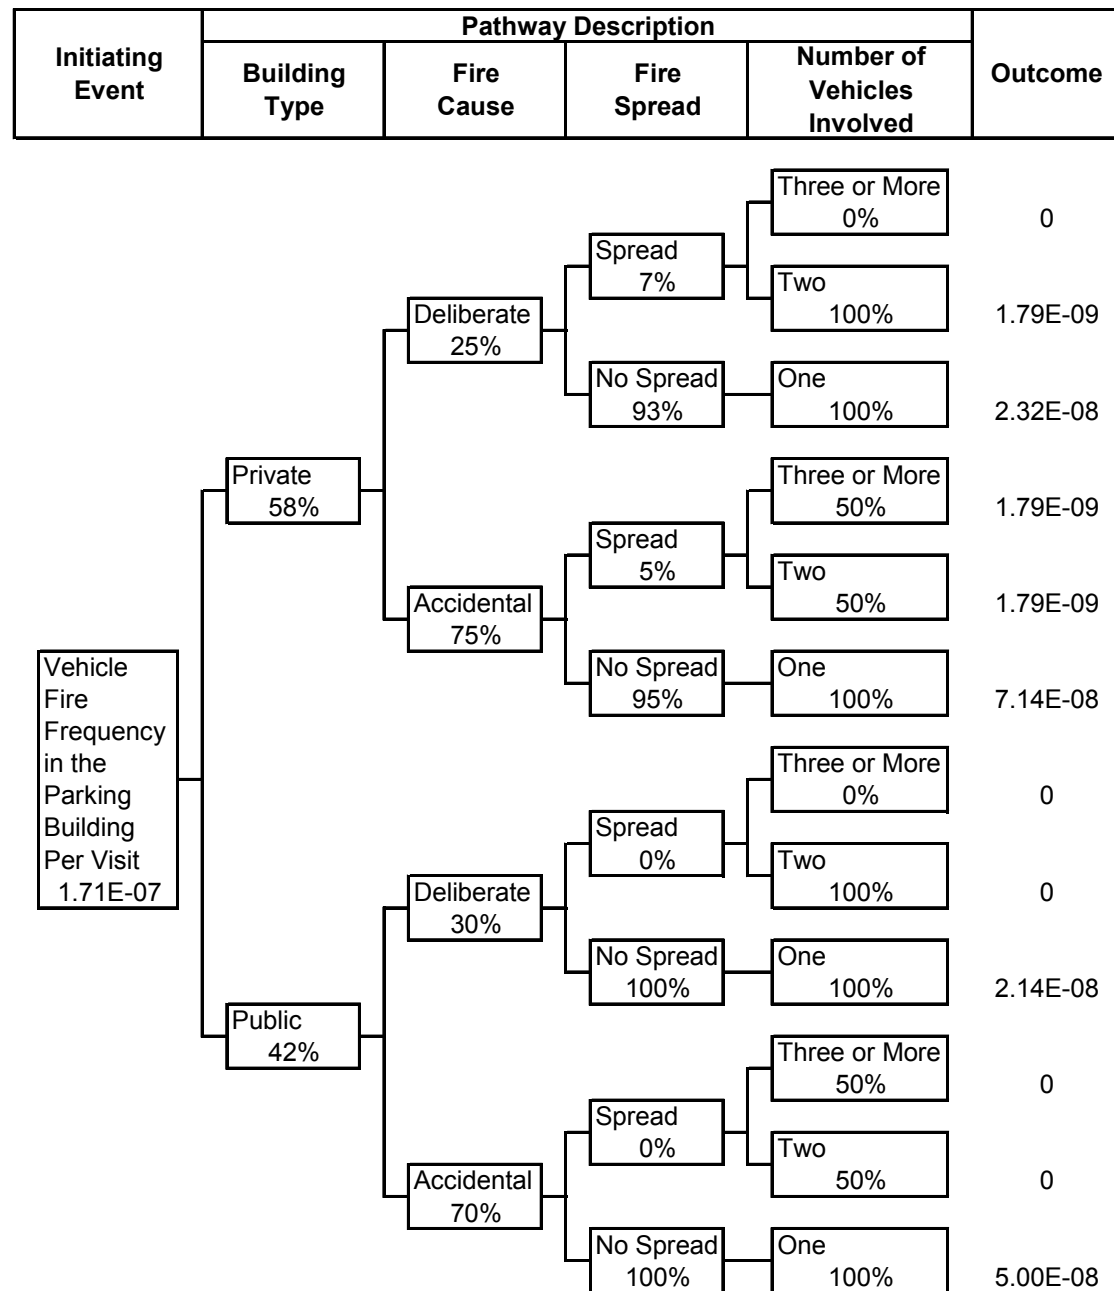 Pathway Description
Initiating
Event
Building
Type
Fire
Cause
Fire
Spread
Number of
Vehicles
Involved
Outcome
Three or More
0%
0
Spread
7%
Two
100%
1.79E-09
Deliberate
25%
No Spread
93%
One
100%
2.32E-08
Private
58%
Three or More
50%
1.79E-09
Spread
5%
Two
50%
1.79E-09
Accidental
75%
No Spread
95%
One
100%
7.14E-08
Vehicle
Fire
Frequency
in the
Parking
Building
Per Visit
1.71E-07
Three or More
0%
0
Spread
0%
Two
100%
0
Deliberate
30%
No Spread
100%
One
100%
2.14E-08
Public
42%
Three or More
50%
0
Spread
0%
Two
50%
0
Accidental
70%
No Spread
100%
One
100%
5.00E-08